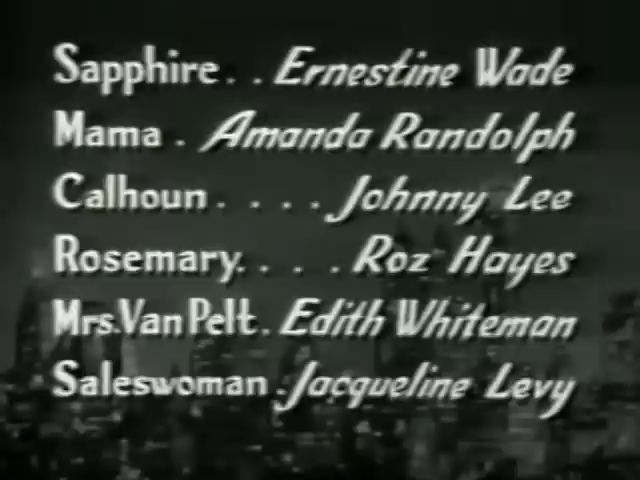 Sapphire . . Ernestine Wade
Mama . Amanda Randolph
Calhoun . . . . Johnny Lee
Rosemary. . . . Roz Hayes
Mrs. Van Pelt . Edith Whiteman
Saleswoman . Jacqueline Levy